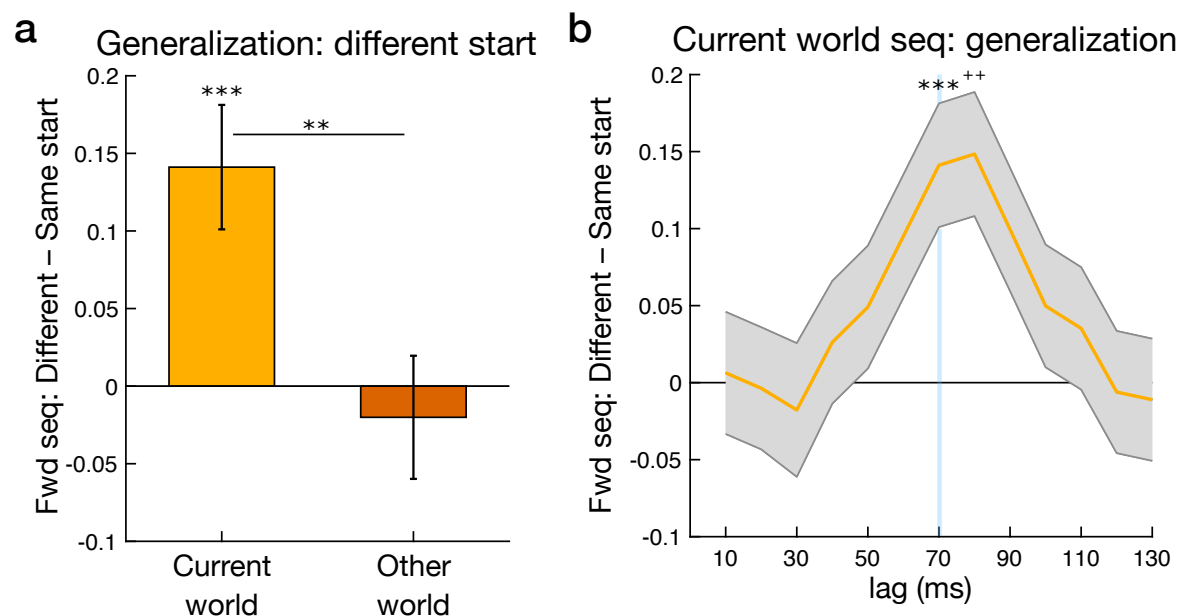 a
Generalization: different start
Fwd seq: Different – Same start
0.2
0.15
0.1
0.05
0
-0.05
-0.1
***
**
Current
world
Other
world
b
Current world seq: generalization
Fwd seq: Different – Same start
0.2
0.15
0.1
0.05
0
-0.05
-0.1
*** ++
10 30 50 70 90 110 130
lag (ms)